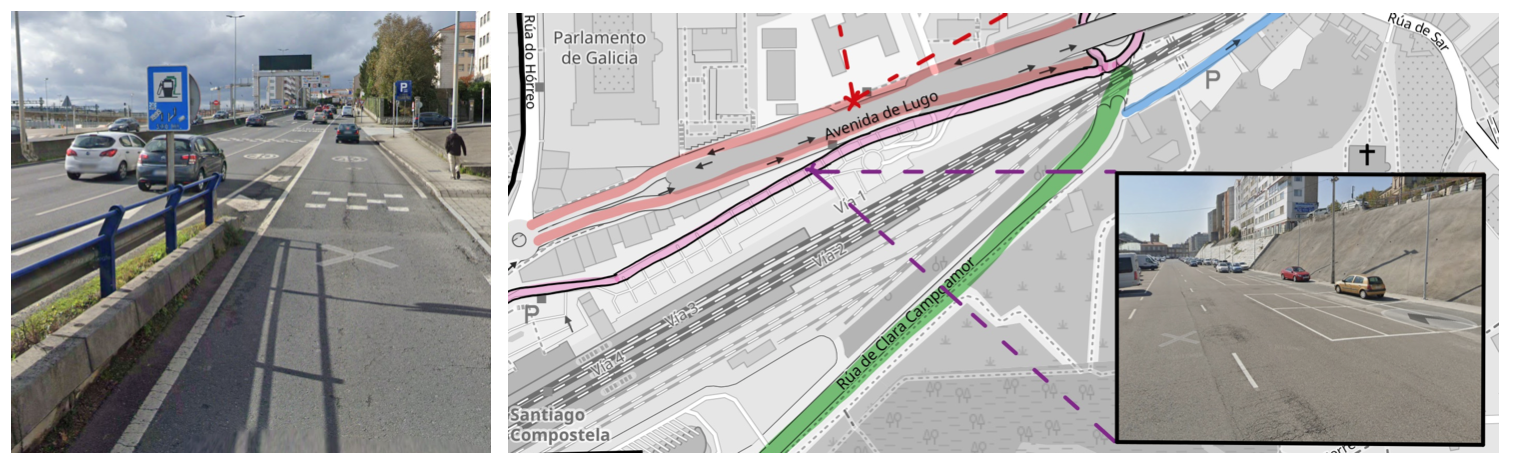 P
Rúa do Hórreo
Parlamento
de Galicia
Avenida de Lugo
P
Rúa de Sar
Vía 1
Vía 2
Vía 3
Vía 4
P
Rúa de Clara Campoamor
Santiago
Compostela